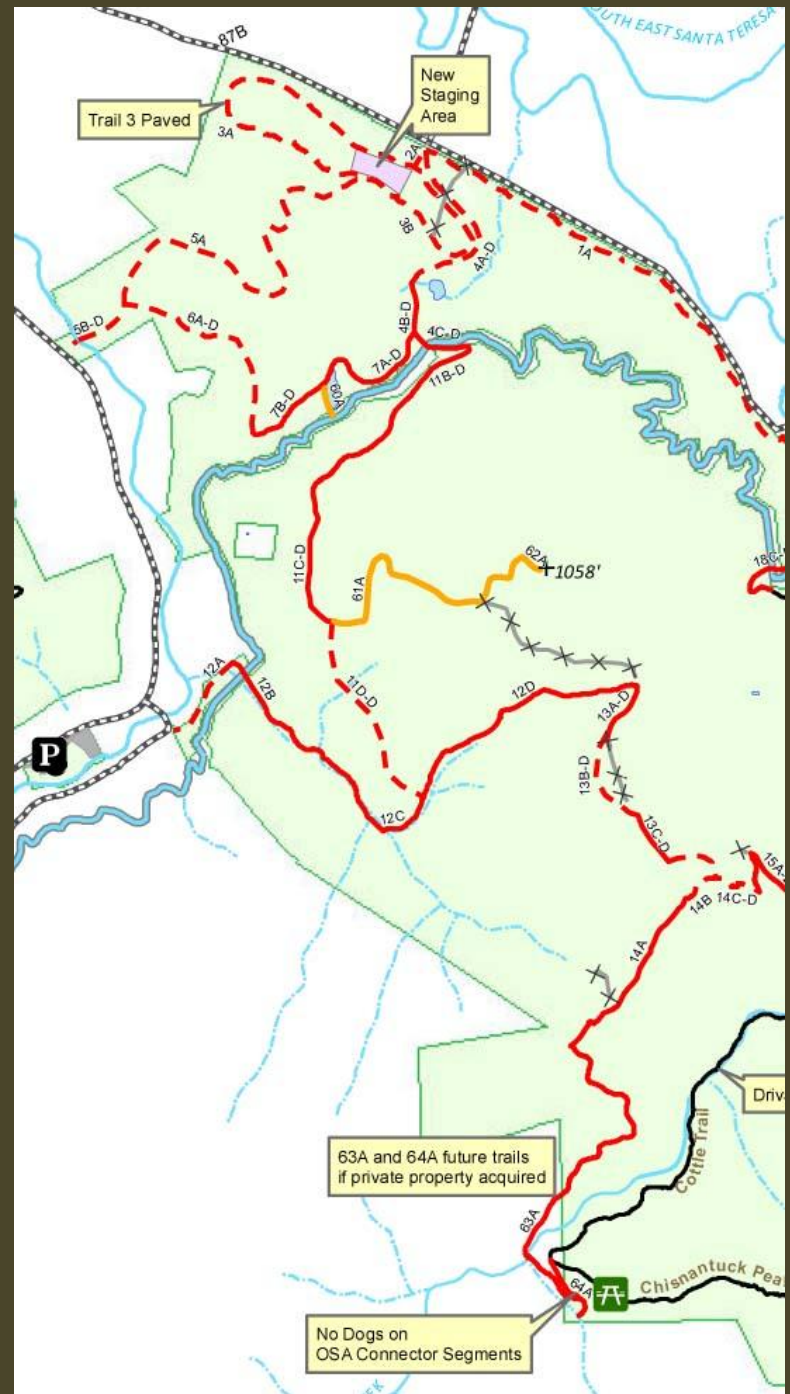 87B
OUTH EAST SANTA TERESA
New
Staging
Area
Trail 3 Paved
3A
2A
3B
4A-D
1A
5A
5B-D
6A-D
4B-D
4C-D
7A-D
11B-D
60A
7B-D
11C-D
61A
62A
1058'
18C-
12A
12B
11D-D
12D
13A-D
P
13B-D
12C
13C-D
15A-
14B
14C-D
14A
Driv
63A and 64A future trails
if private property acquired
Cottle Trail
63A
64A
Chisnantuck Pea
No Dogs on
OSA Connector Segments
EK